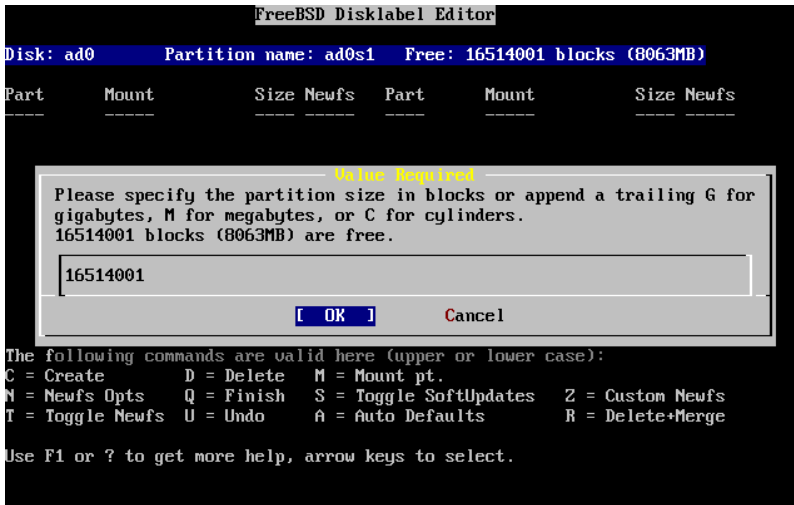 FreeBSD Disklabel Editor
Disk: ad0 Partition name: ad0s1 Free: 16514001 blocks (8063MB)
Part Mount Size Newfs Part Mount Size Newfs
---- ----- ---- ----- ---- ----- ---- -----
Value Required
Please specify the partition size in blocks or append a trailing G for
gigabytes, M for megabytes, or C for cylinders.
16514001 blocks (8063MB) are free.
16514001
[ OK ] Cancel
The following commands are valid here (upper or lower case):
C = Create D = Delete M = Mount pt.
N = Newfs Opts Q = Finish S = Toggle SoftUpdates Z = Custom Newfs
T = Toggle Newfs U = Undo A = Auto Defaults R = Delete+Merge
Use F1 or ? to get more help, arrow keys to select.